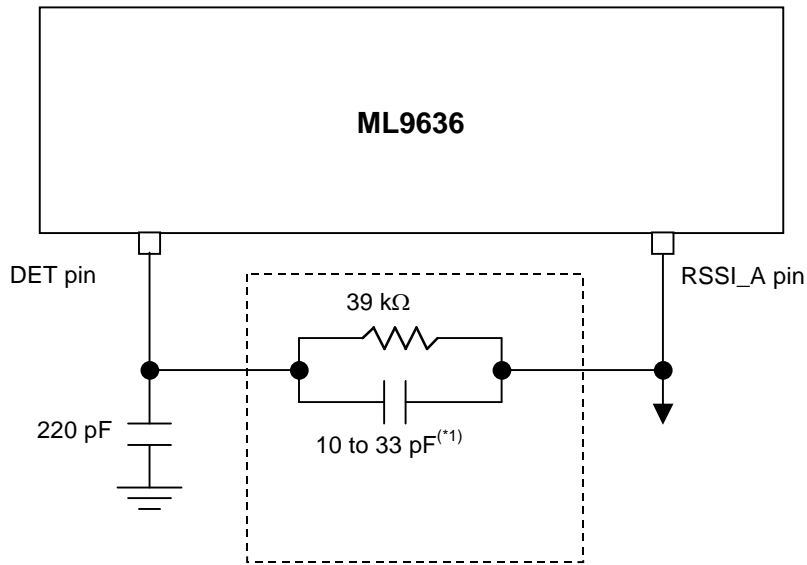 ML9636
DET pin
RSSI_A pin
39 kΩ
220 pF
10 to 33 pF(*1)